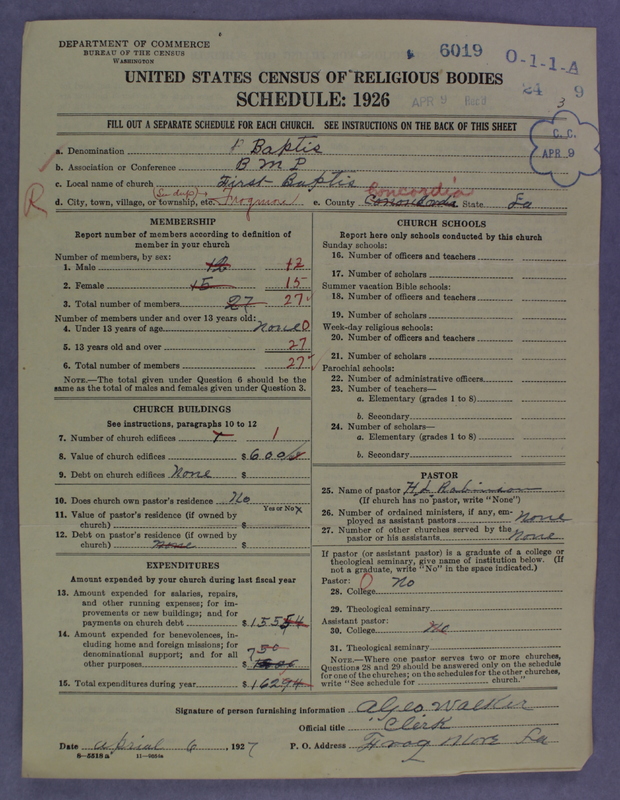 DEPARTMENT OF COMMERCE
BUREAU OF THE CENSUS
WASHINGTON
6019
O-1-1-A
24 9
3
UNITED STATES CENSUS OF RELIGIOUS BODIES
SCHEDULE: 1926
APR 9
C. C.
APR 9
FILL OUT A SEPARATE SCHEDULE FOR EACH CHURCH. SEE INSTRUCTIONS ON THE BACK OF THIS SHEET
a. Denomination Baptis
b. Association or Conference B M P
c. Local name of church First Baptis
R
d. City, town, village, or township, etc. Frogmore e. County Concordia State La
MEMBERSHIP
Report number of members according to definition of member in your church
Number of members, by sex:
1. Male 12 12
2. Female 15 15
3. Total number of members 27 27
Number of members under and over 13 years old:
4. Under 13 years of age none 0
5. 13 years old and over 27
6. Total number of members 27
NOTE.—The total given under Question 6 should be the same as the total of males and females given under Question 3.
CHURCH BUILDINGS
See instructions, paragraphs 10 to 12
7. Number of church edifices 1
8. Value of church edifices $ 600
9. Debt on church edifices None $
10. Does church own pastor's residence No
Yes or No
11. Value of pastor's residence (if owned by church) $
12. Debt on pastor's residence (if owned by church) none $
EXPENDITURES
Amount expended by your church during last fiscal year
13. Amount expended for salaries, repairs, and other running expenses; for improvements or new buildings; and for payments on church debt $ 155
14. Amount expended for benevolences, including home and foreign missions; for denominational support; and for all other purposes $ 7 50
15. Total expenditures during year $ 162
CHURCH SCHOOLS
Report here only schools conducted by this church
Sunday schools:
16. Number of officers and teachers
17. Number of scholars
Summer vacation Bible schools:
18. Number of officers and teachers
19. Number of scholars
Week-day religious schools:
20. Number of officers and teachers
21. Number of scholars
Parochial schools:
22. Number of administrative officers
23. Number of teachers—
a. Elementary (grades 1 to 8)
b. Secondary
24. Number of scholars—
a. Elementary (grades 1 to 8)
b. Secondary
PASTOR
25. Name of pastor H L Robinson
(If church has no pastor, write "None")
26. Number of ordained ministers, if any, employed as assistant pastors none
27. Number of other churches served by the pastor or his assistants none
If pastor (or assistant pastor) is a graduate of a college or theological seminary, give name of institution below. (If not a graduate, write "No" in the space indicated.)
Pastor: 0
28. College No
29. Theological seminary
Assistant pastor:
30. College No
31. Theological seminary
NOTE.—Where one pastor serves two or more churches, Questions 28 and 29 should be answered only on the schedule for one of the churches; on the schedules for the other churches, write "See schedule for church."
Signature of person furnishing information Geo Walker
Official title Clerk
Date aprial 6, 1927 P. O. Address Frog More La
8-5518a